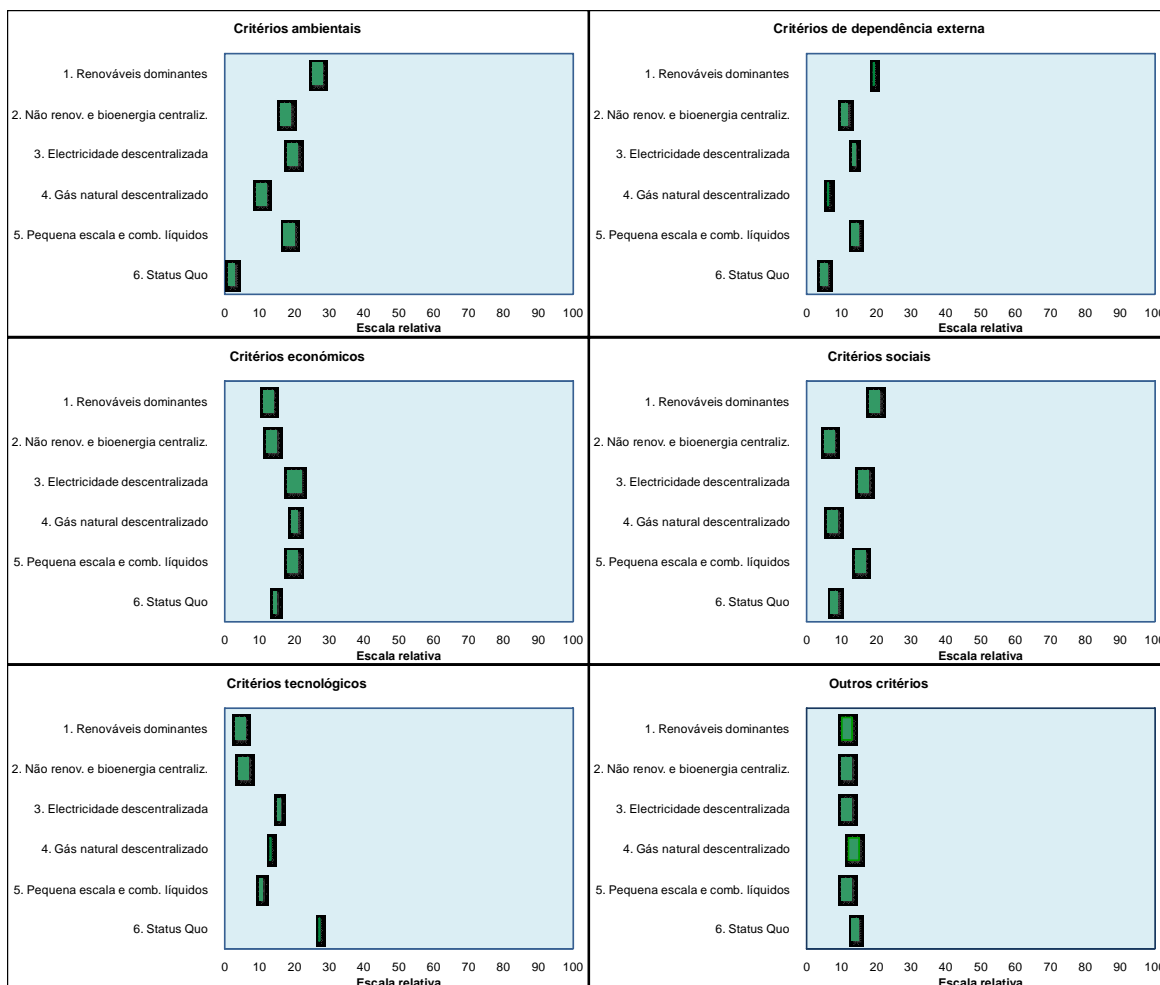 Critérios ambientais
1. Renováveis dominantes
2. Não renov. e bioenergia centraliz.
3. Electricidade descentralizada
4. Gás natural descentralizado
5. Pequena escala e comb. líquidos
6. Status Quo
0 10 20 30 40 50 60 70 80 90 100
Escala relativa
Critérios de dependência externa
1. Renováveis dominantes
2. Não renov. e bioenergia centraliz.
3. Electricidade descentralizada
4. Gás natural descentralizado
5. Pequena escala e comb. líquidos
6. Status Quo
0 10 20 30 40 50 60 70 80 90 100
Escala relativa
Critérios económicos
1. Renováveis dominantes
2. Não renov. e bioenergia centraliz.
3. Electricidade descentralizada
4. Gás natural descentralizado
5. Pequena escala e comb. líquidos
6. Status Quo
0 10 20 30 40 50 60 70 80 90 100
Escala relativa
Critérios sociais
1. Renováveis dominantes
2. Não renov. e bioenergia centraliz.
3. Electricidade descentralizada
4. Gás natural descentralizado
5. Pequena escala e comb. líquidos
6. Status Quo
0 10 20 30 40 50 60 70 80 90 100
Escala relativa
Critérios tecnológicos
1. Renováveis dominantes
2. Não renov. e bioenergia centraliz.
3. Electricidade descentralizada
4. Gás natural descentralizado
5. Pequena escala e comb. líquidos
6. Status Quo
0 10 20 30 40 50 60 70 80 90 100
Escala relativa
Outros critérios
1. Renováveis dominantes
2. Não renov. e bioenergia centraliz.
3. Electricidade descentralizada
4. Gás natural descentralizado
5. Pequena escala e comb. líquidos
6. Status Quo
0 10 20 30 40 50 60 70 80 90 100
Escala relativa